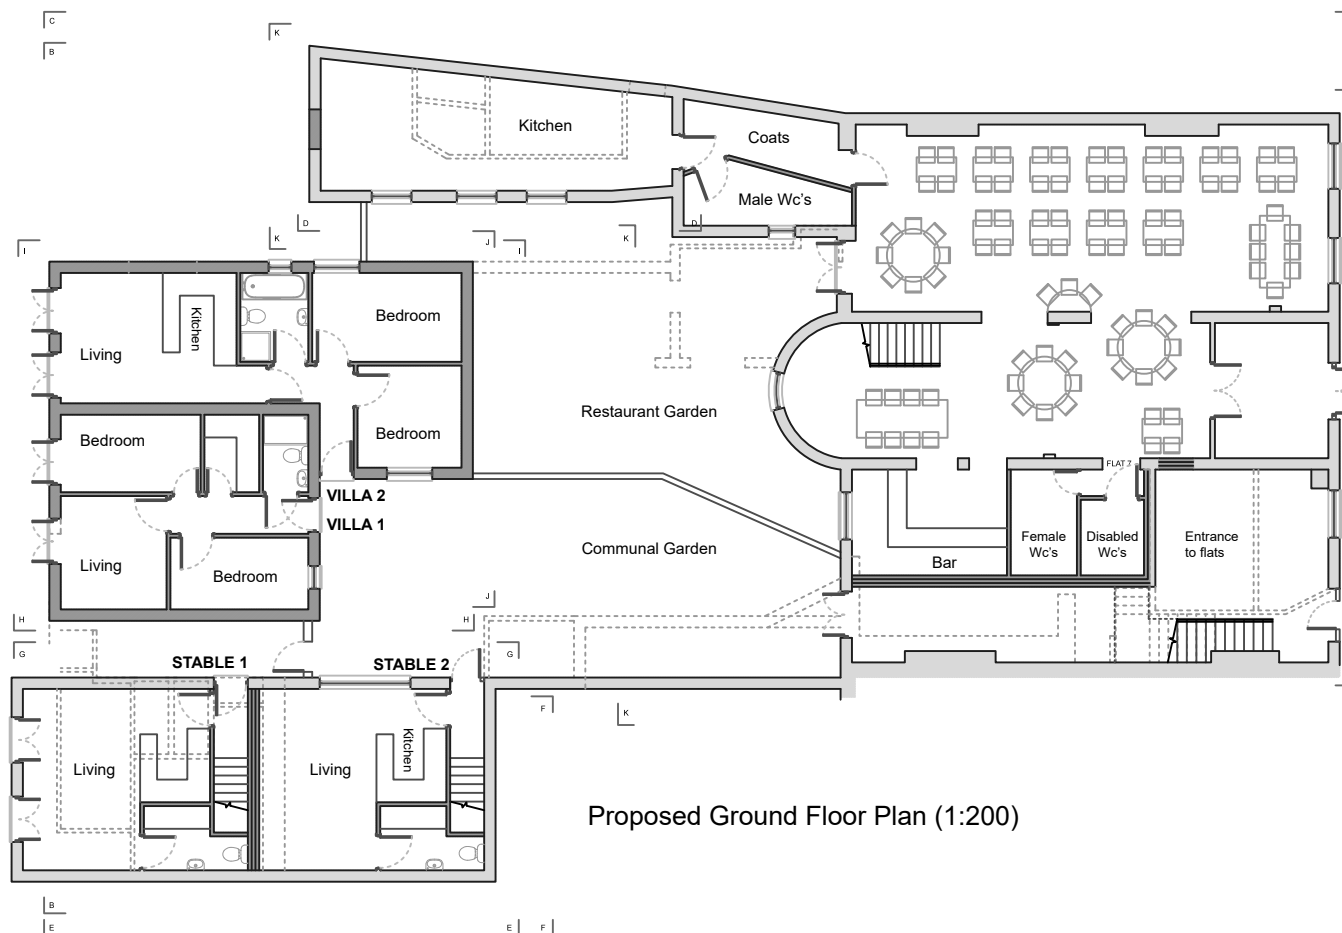 C
B
K
Kitchen
Coats
Male Wc's
D
D
K
J
I
K
I
Bedroom
Kitchen
Living
Restaurant Garden
Bedroom
Bedroom
FLAT ?
VILLA 2
VILLA 1
Female
Wc's
Disabled
Wc's
Entrance
to flats
Communal Garden
Bar
Living
Bedroom
J
H
H
G
G
STABLE 1
STABLE 2
F
K
Living
Living
Kitchen
Proposed Ground Floor Plan (1:200)
B
E
E
F